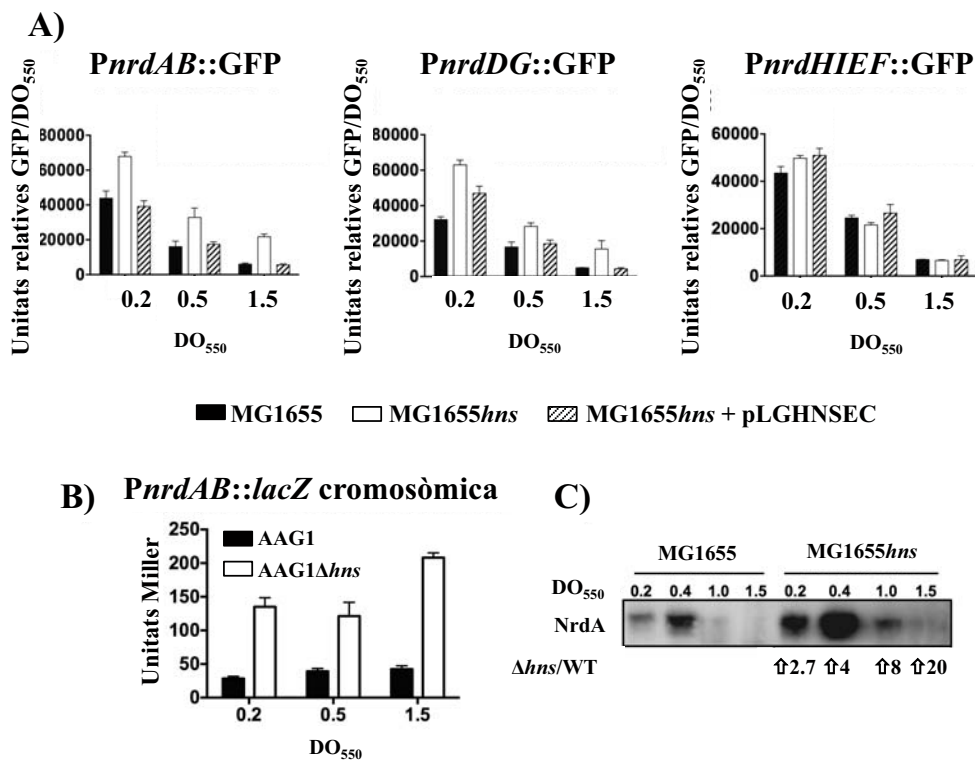 A)
PnrdAB::GFP
Unitats relatives GFP/DO550
80000
60000
40000
20000
0
0.2 0.5 1.5
DO550
PnrdDG::GFP
Unitats relatives GFP/DO550
80000
60000
40000
20000
0
0.2 0.5 1.5
DO550
PnrdHIEF::GFP
Unitats relatives GFP/DO550
60000
40000
20000
0
0.2 0.5 1.5
DO550
MG1655 MG1655hns MG1655hns + pLGHNSEC
B) PnrdAB::lacZ cromosòmica
AAG1
AAG1Δhns
Unitats Miller
250
200
150
100
50
0
0.2 0.5 1.5
DO550
C)
MG1655 MG1655hns
DO550 0.2 0.4 1.0 1.5 0.2 0.4 1.0 1.5
NrdA
Δhns/WT ⇧2.7 ⇧4 ⇧8 ⇧20